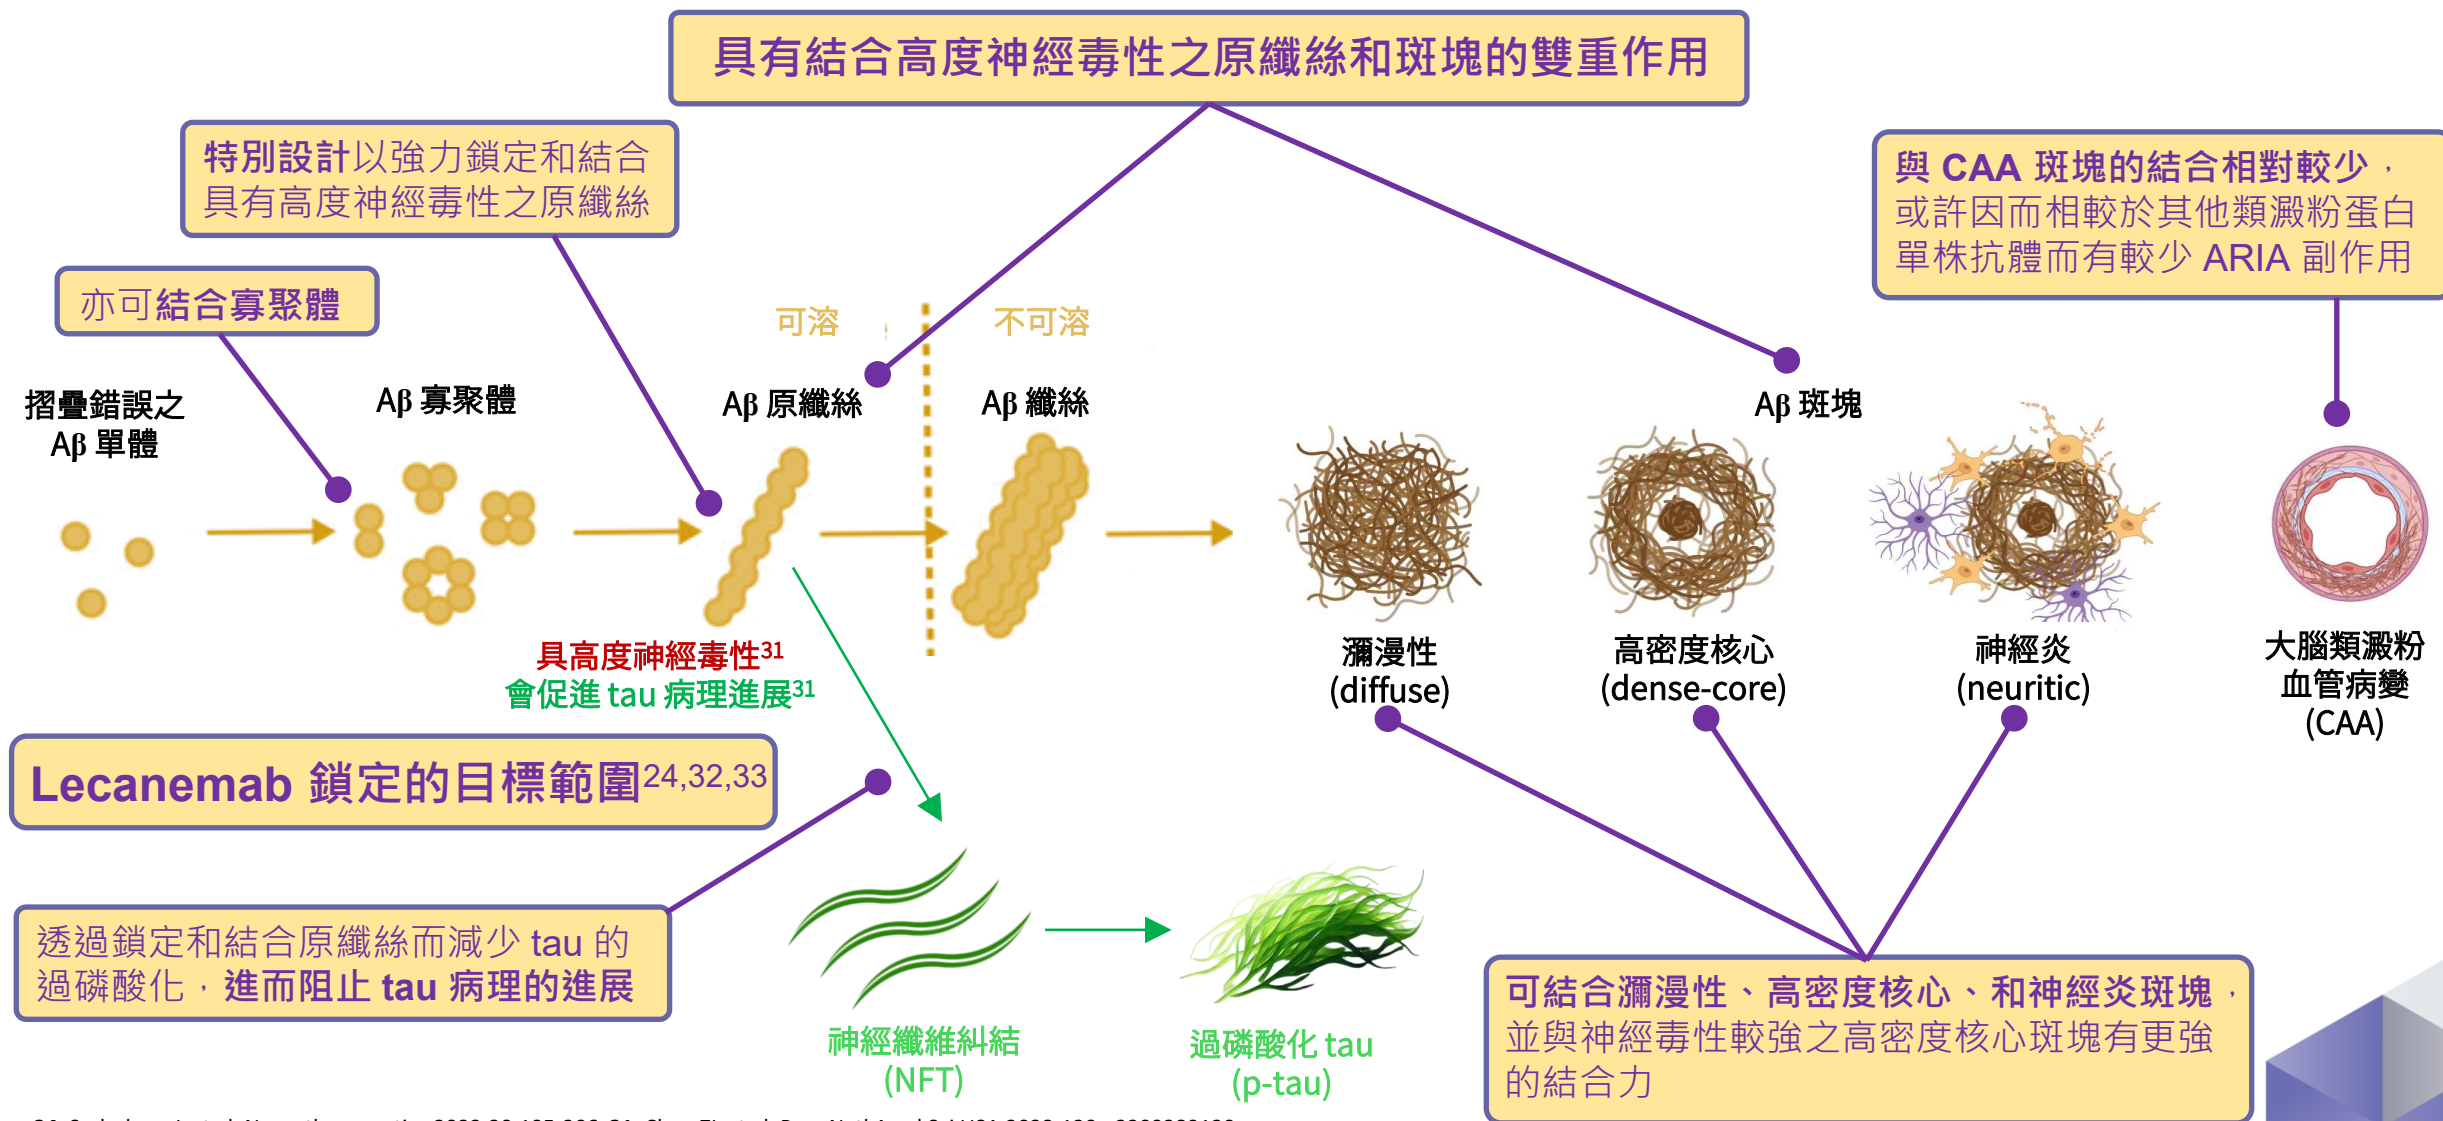 具有結合高度神經毒性之原纖絲和斑塊的雙重作用
特別設計以強力鎖定和結合
具有高度神經毒性之原纖絲
與 CAA 斑塊的結合相對較少，
或許因而相較於其他類澱粉蛋白
單株抗體而有較少 ARIA 副作用
亦可結合寡聚體
可溶
不可溶
摺疊錯誤之
Aβ 單體
Aβ 寡聚體
Aβ 原纖絲
Aβ 纖絲
Aβ 斑塊
具高度神經毒性31
會促進 tau 病理進展31
瀰漫性
(diffuse)
高密度核心
(dense-core)
神經炎
(neuritic)
大腦類澱粉
血管病變
(CAA)
Lecanemab 鎖定的目標範圍24,32,33
透過鎖定和結合原纖絲而減少 tau 的
過磷酸化，進而阻止 tau 病理的進展
神經纖維糾結
(NFT)
過磷酸化 tau
(p-tau)
可結合瀰漫性、高密度核心、和神經炎斑塊，
並與神經毒性較強之高密度核心斑塊有更強
的結合力